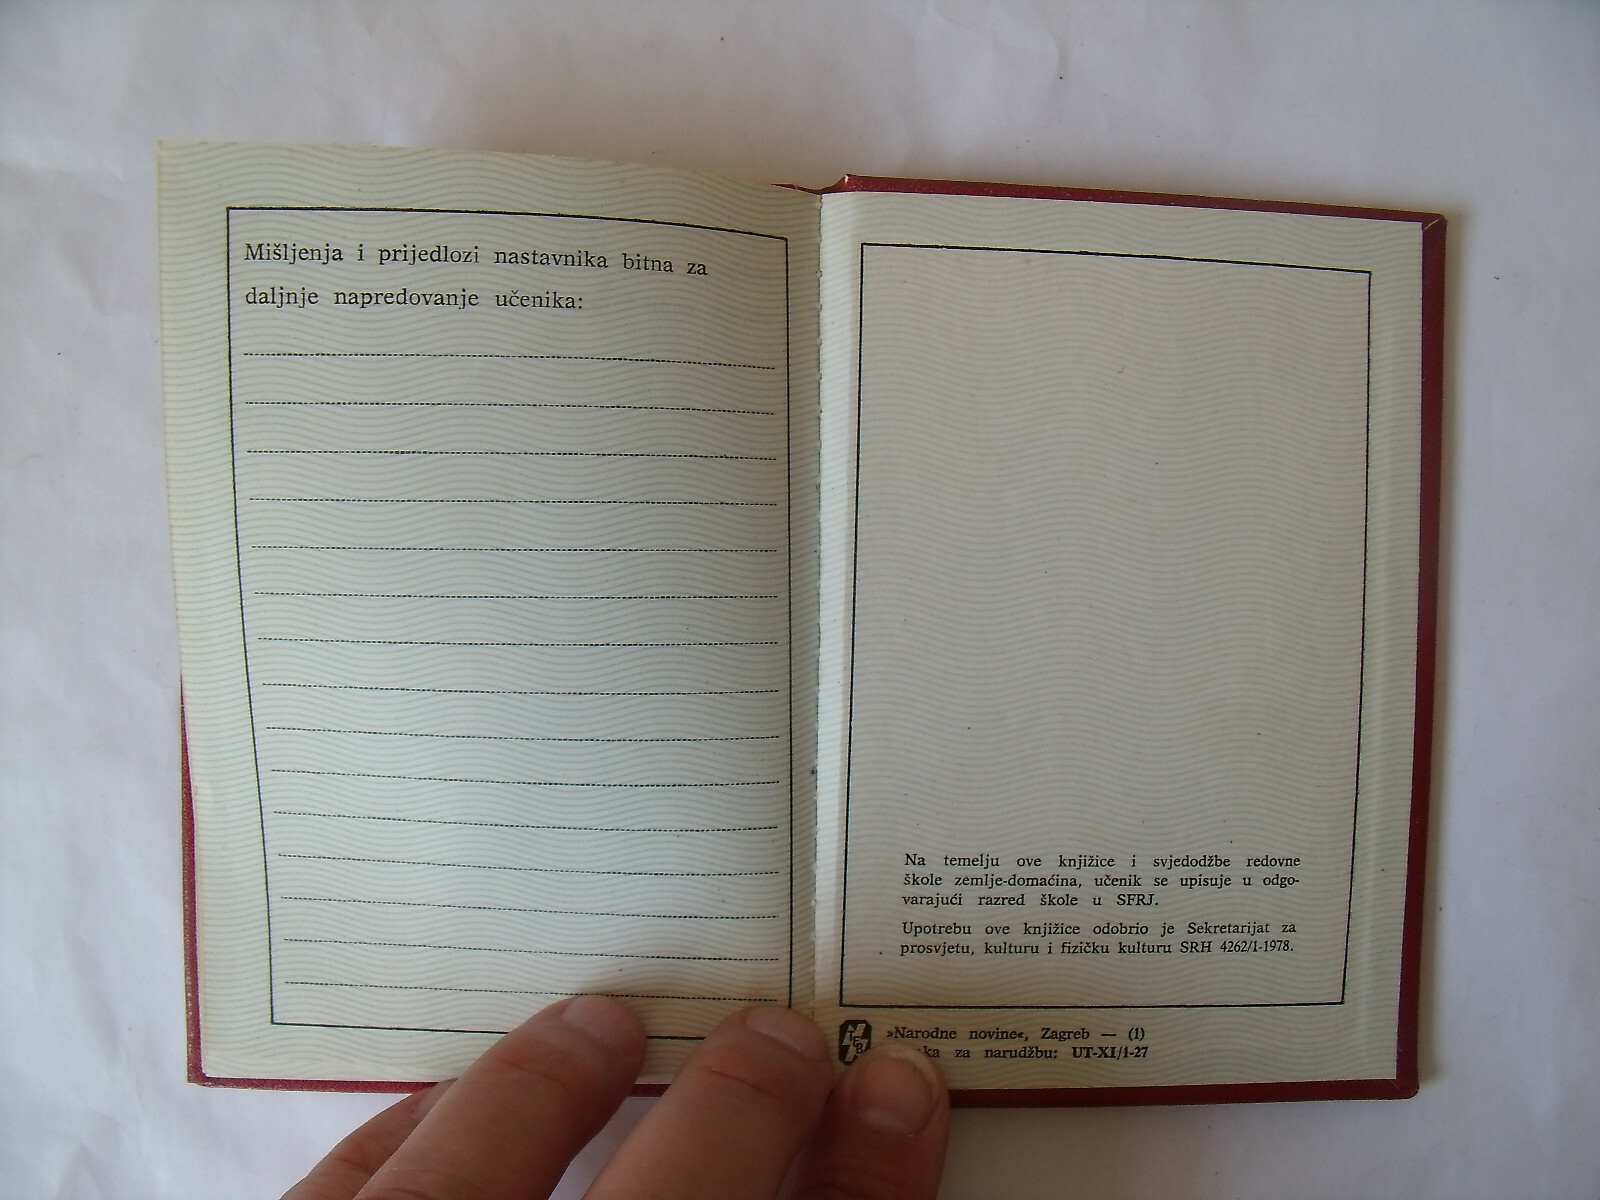 Mišljenja i prijedlozi nastavnika bitna za
daljnje napredovanje učenika:
Na temelju ove knjižice i svjedodžbe redovne
škole zemlje-domaćina, učenik se upisuje u odgo-
varajući razred škole u SFRJ.
Upotrebu ove knjižice odobrio je Sekretarijat za
prosvjetu, kulturu i fizičku kulturu SRH 4262/1-1978.
»Narodne novine«, Zagreb — (1)
za narudžbu: UT-XI/1-27